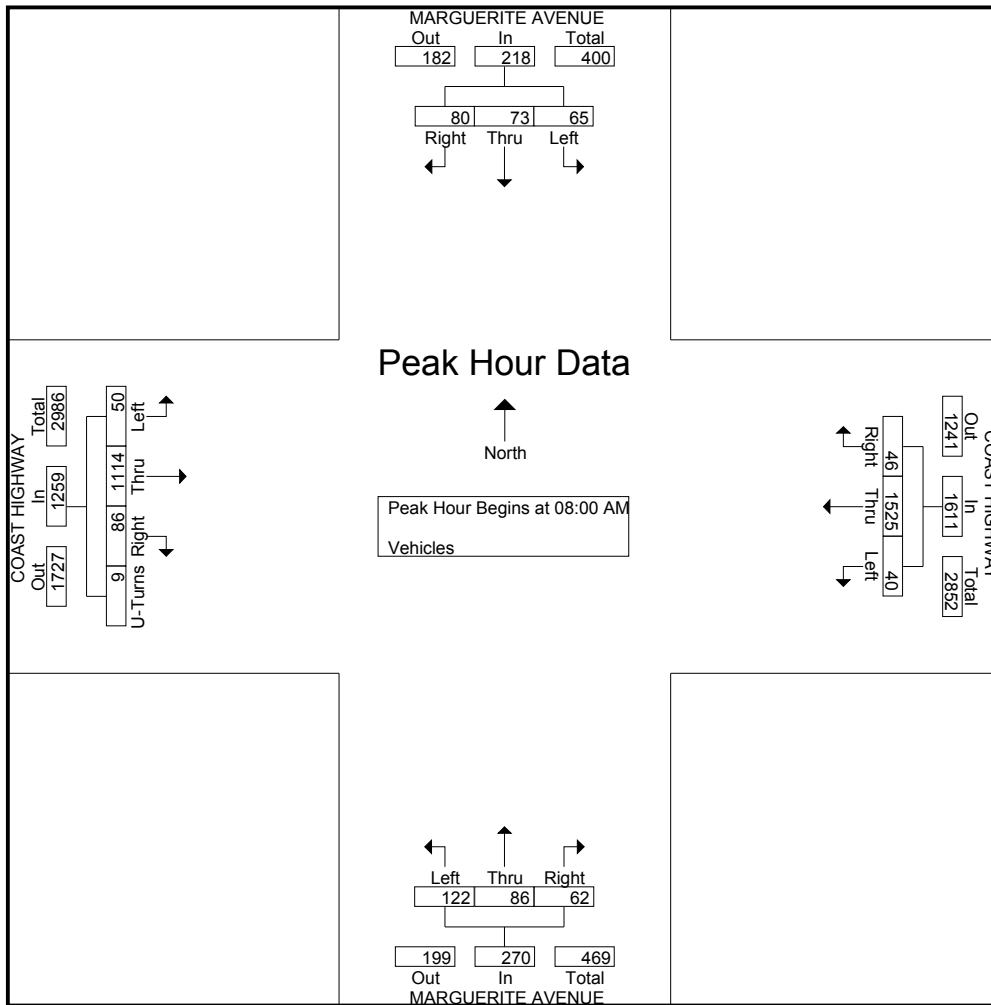 MARGUERITE AVENUE
Out In Total
182 218 400
80 73 65
Right Thru Left
Peak Hour Data
North
Peak Hour Begins at 08:00 AM
Vehicles
COAST HIGHWAY
Total In Out
2986 1259 1727
50 1114 86 9
Left Thru Right U-Turns
COAST HIGHWAY
Out In Total
1241 1611 2852
46 1525 40
Right Thru Left
Left Thru Right
122 86 62
199 270 469
Out In Total
MARGUERITE AVENUE